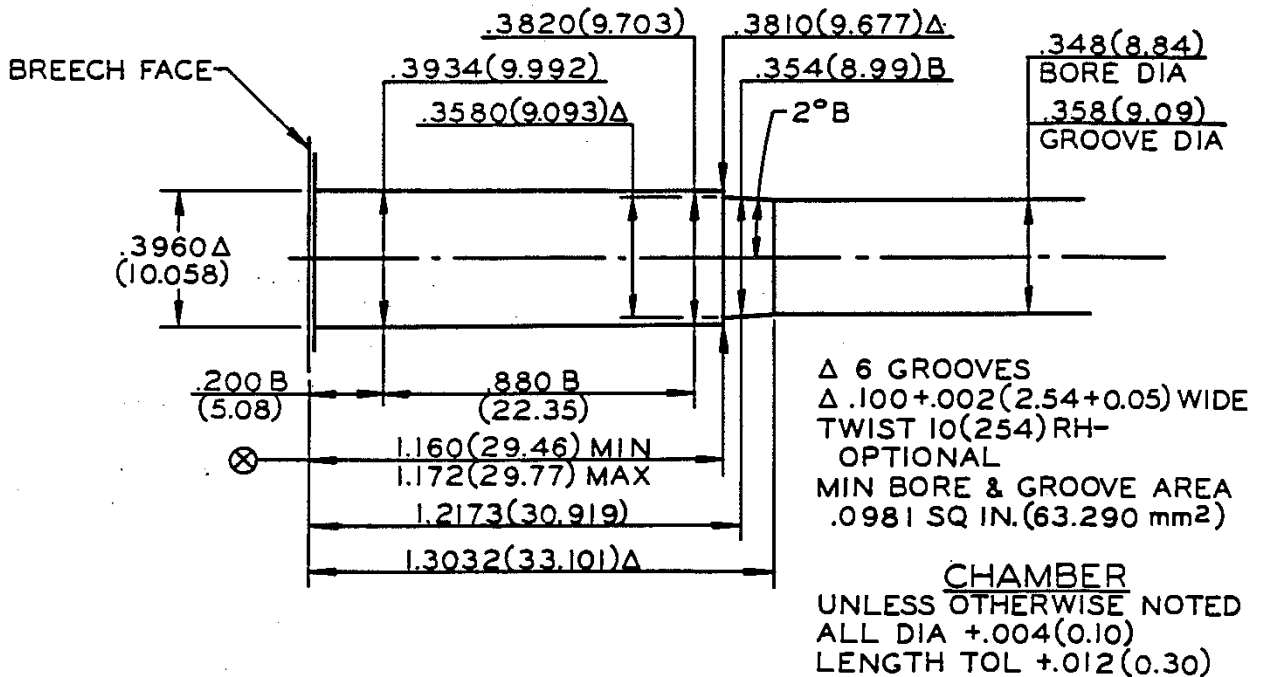 .3820(9.703)
.3810(9.677)Δ
.348(8.84)
BORE DIA
BREECH FACE
.3934(9.992)
.354(8.99)B
.3580(9.093)Δ
2°B
.358(9.09)
GROOVE DIA
.3960Δ
(10.058)
.200 B
(5.08)
.880 B
(22.35)
⊗
1.160(29.46) MIN
1.172(29.77) MAX
1.2173(30.919)
1.3032(33.101)Δ
Δ 6 GROOVES
Δ .100+.002(2.54+0.05) WIDE
TWIST 10(254) RH-
OPTIONAL
MIN BORE & GROOVE AREA
.0981 SQ IN.(63.290 mm2)
CHAMBER
UNLESS OTHERWISE NOTED
ALL DIA +.004(0.10)
LENGTH TOL +.012(0.30)